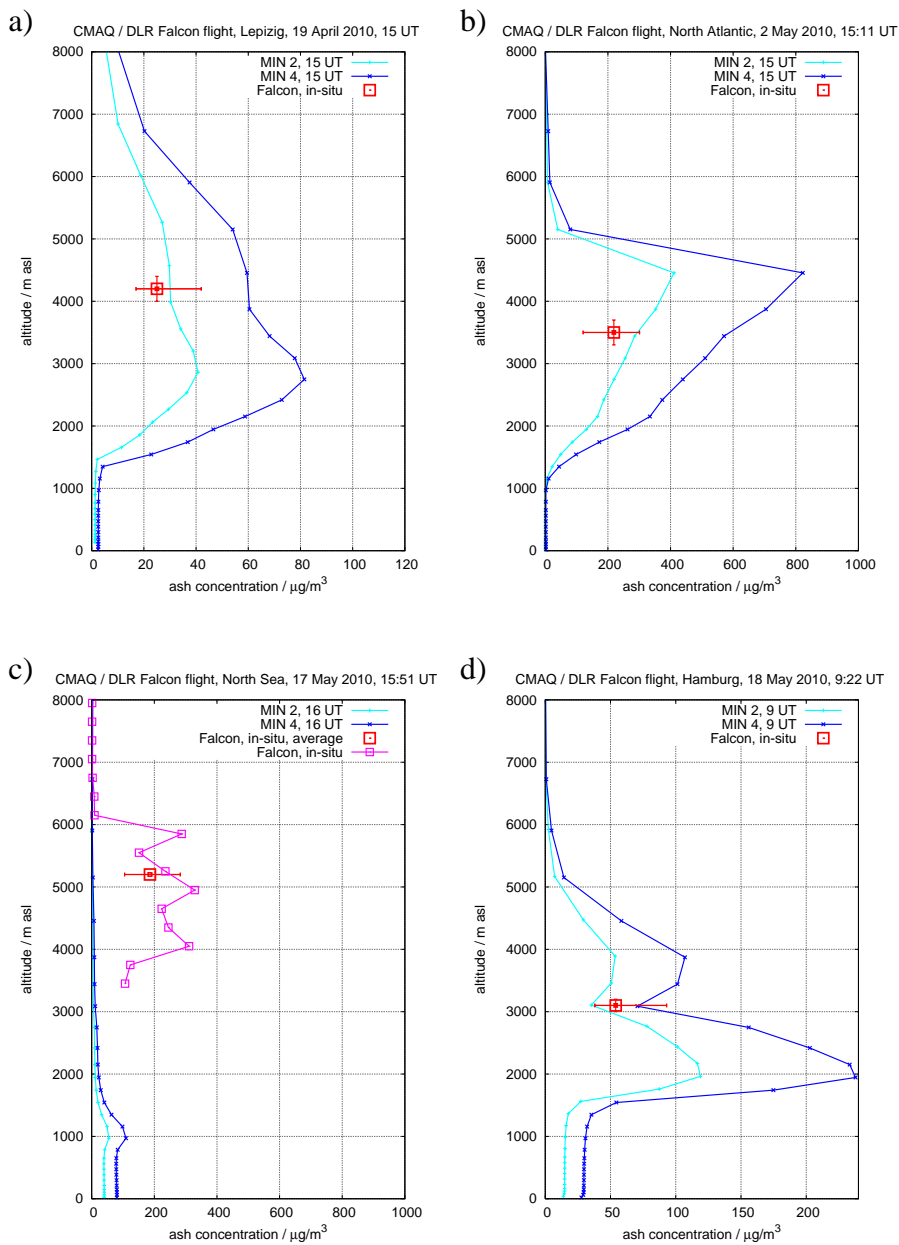 a)
CMAQ / DLR Falcon flight, Lepizig, 19 April 2010, 15 UT
8000
7000
6000
5000
4000
3000
2000
1000
0
altitude / m asl
MIN 2, 15 UT
MIN 4, 15 UT
Falcon, in-situ
0 20 40 60 80 100 120
ash concentration / μg/m³
b)
CMAQ / DLR Falcon flight, North Atlantic, 2 May 2010, 15:11 UT
8000
7000
6000
5000
4000
3000
2000
1000
0
altitude / m asl
MIN 2, 15 UT
MIN 4, 15 UT
Falcon, in-situ
0 200 400 600 800 1000
ash concentration / μg/m³
c)
CMAQ / DLR Falcon flight, North Sea, 17 May 2010, 15:51 UT
8000
7000
6000
5000
4000
3000
2000
1000
0
altitude / m asl
MIN 2, 16 UT
MIN 4, 16 UT
Falcon, in-situ, average
Falcon, in-situ
0 200 400 600 800 1000
ash concentration / μg/m³
d)
CMAQ / DLR Falcon flight, Hamburg, 18 May 2010, 9:22 UT
8000
7000
6000
5000
4000
3000
2000
1000
0
altitude / m asl
MIN 2, 9 UT
MIN 4, 9 UT
Falcon, in-situ
0 50 100 150 200
ash concentration / μg/m³